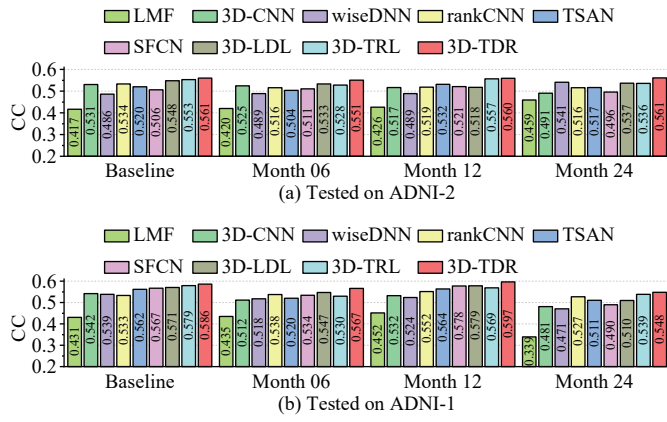 LMF 3D-CNN wiseDNN rankCNN TSAN
SFCN 3D-LDL 3D-TRL 3D-TDR
CC
0.6
0.5
0.4
0.3
0.2
0.417 0.531 0.486 0.534 0.520 0.506 0.548 0.553 0.561
0.420 0.525 0.489 0.516 0.504 0.511 0.533 0.528 0.551
0.426 0.517 0.489 0.519 0.532 0.521 0.518 0.557 0.560
0.459 0.491 0.541 0.516 0.517 0.496 0.537 0.536 0.561
Baseline Month 06 Month 12 Month 24
(a) Tested on ADNI-2
LMF 3D-CNN wiseDNN rankCNN TSAN
SFCN 3D-LDL 3D-TRL 3D-TDR
CC
0.6
0.5
0.4
0.3
0.2
0.431 0.542 0.539 0.533 0.562 0.567 0.571 0.579 0.586
0.435 0.512 0.518 0.538 0.520 0.534 0.547 0.530 0.567
0.452 0.532 0.524 0.552 0.564 0.578 0.579 0.569 0.597
0.339 0.481 0.471 0.527 0.511 0.490 0.510 0.539 0.548
Baseline Month 06 Month 12 Month 24
(b) Tested on ADNI-1